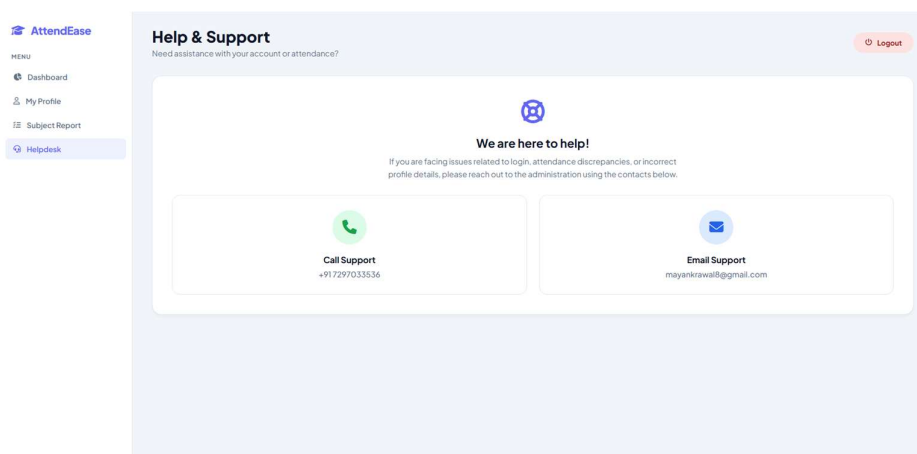 AttendEase
MENU
Dashboard
My Profile
Subject Report
Helpdesk
Help & Support
Need assistance with your account or attendance?
Logout
We are here to help!
If you are facing issues related to login, attendance discrepancies, or incorrect
profile details, please reach out to the administration using the contacts below.
Call Support
+91 7297033536
Email Support
mayankrawal8@gmail.com